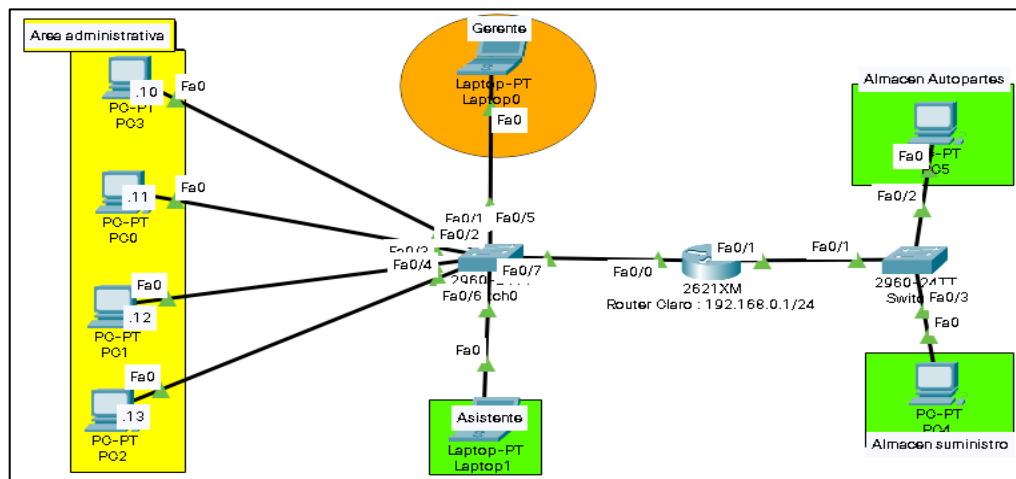 Area administrativa
.10
Fa0
PC-PT
PC3
.11
Fa0
PC-PT
PC0
Fa0
.12
PC-PT
PC1
Fa0
.13
PC-PT
PC2
Gerente
Laptop-PT
Laptop0
Fa0
Fa0/1
Fa0/5
Fa0/2
Fa0/4
Fa0/7
Fa0/6
Fa0
Asistente
Laptop-PT
Laptop1
Fa0/0
Fa0/1
2621XM
Router Claro : 192.168.0.1/24
Fa0/1
2960-24TT
Almacen Autopartes
Fa0
PC5
Fa0/2
Fa0/3
Fa0
PC-PT
PC4
Almacen suministro